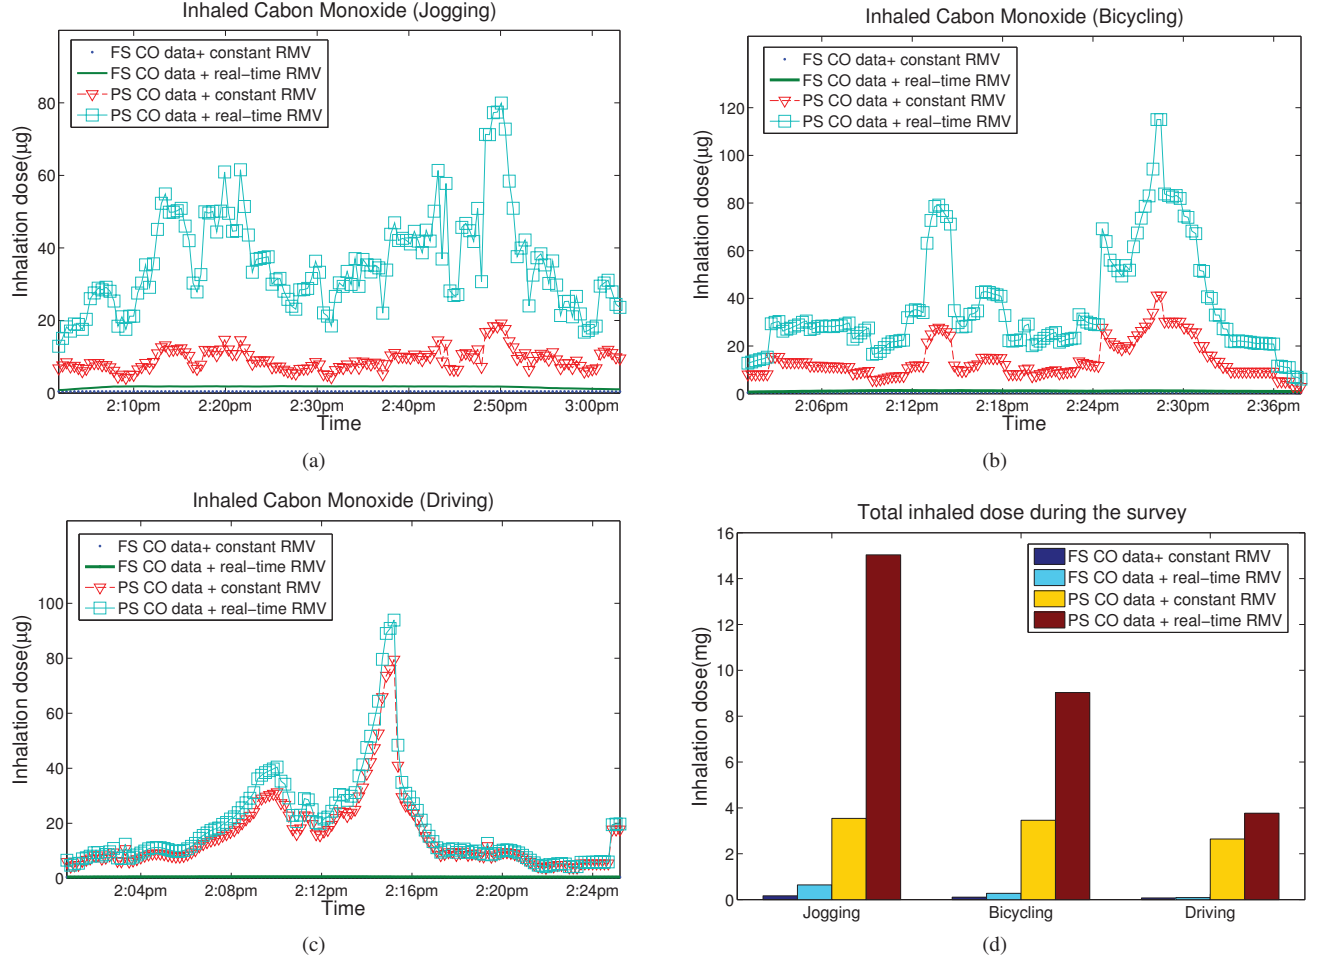 Inhaled Cabon Monoxide (Jogging)
FS CO data+ constant RMV
FS CO data + real-time RMV
PS CO data + constant RMV
PS CO data + real-time RMV
Inhalation dose(µg)
80
60
40
20
0
2:10pm 2:20pm 2:30pm 2:40pm 2:50pm 3:00pm
Time
(a)
Inhaled Cabon Monoxide (Bicycling)
FS CO data+ constant RMV
FS CO data + real-time RMV
PS CO data + constant RMV
PS CO data + real-time RMV
Inhalation dose(µg)
120
100
80
60
40
20
0
2:06pm 2:12pm 2:18pm 2:24pm 2:30pm 2:36pm
Time
(b)
Inhaled Cabon Monoxide (Driving)
FS CO data+ constant RMV
FS CO data + real-time RMV
PS CO data + constant RMV
PS CO data + real-time RMV
Inhalation dose(µg)
100
80
60
40
20
0
2:04pm 2:08pm 2:12pm 2:16pm 2:20pm 2:24pm
Time
(c)
Total inhaled dose during the survey
FS CO data+ constant RMV
FS CO data + real-time RMV
PS CO data + constant RMV
PS CO data + real-time RMV
Inhalation dose(mg)
16
14
12
10
8
6
4
2
0
Jogging Bicycling Driving
(d)